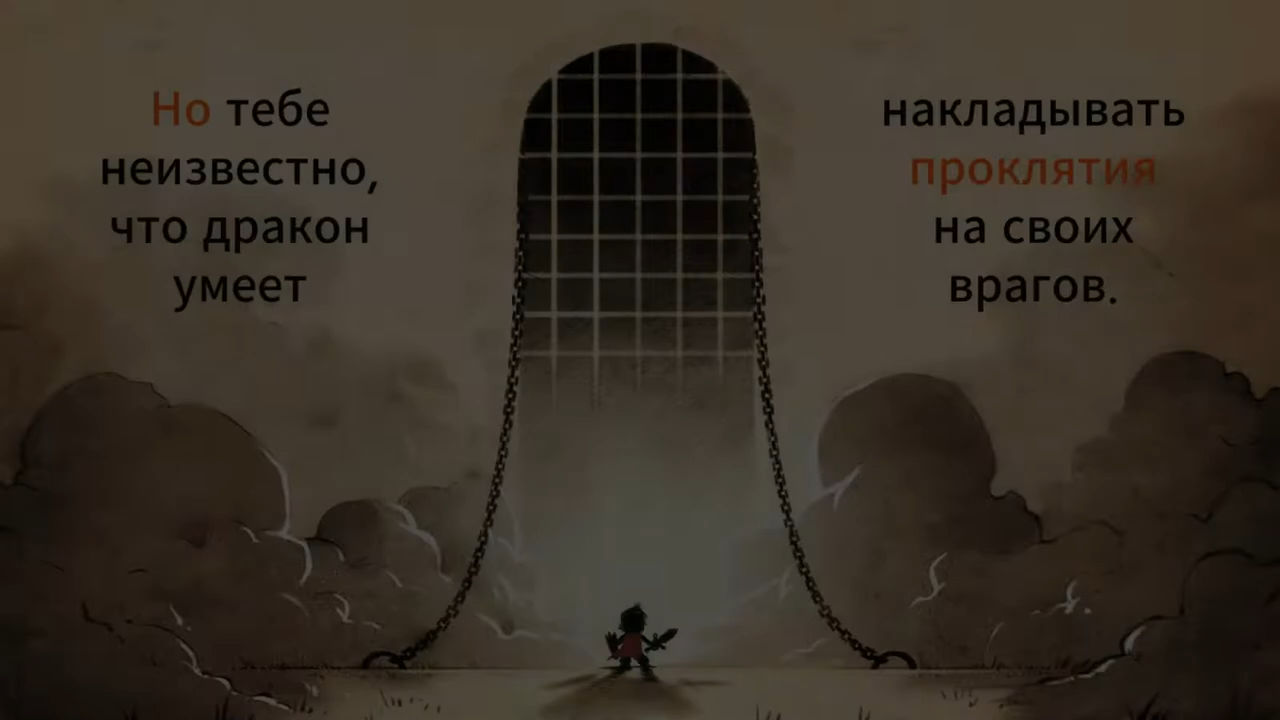 Но тебе
неизвестно,
что дракон
умеет
накладывать
проклятия
на своих
врагов.